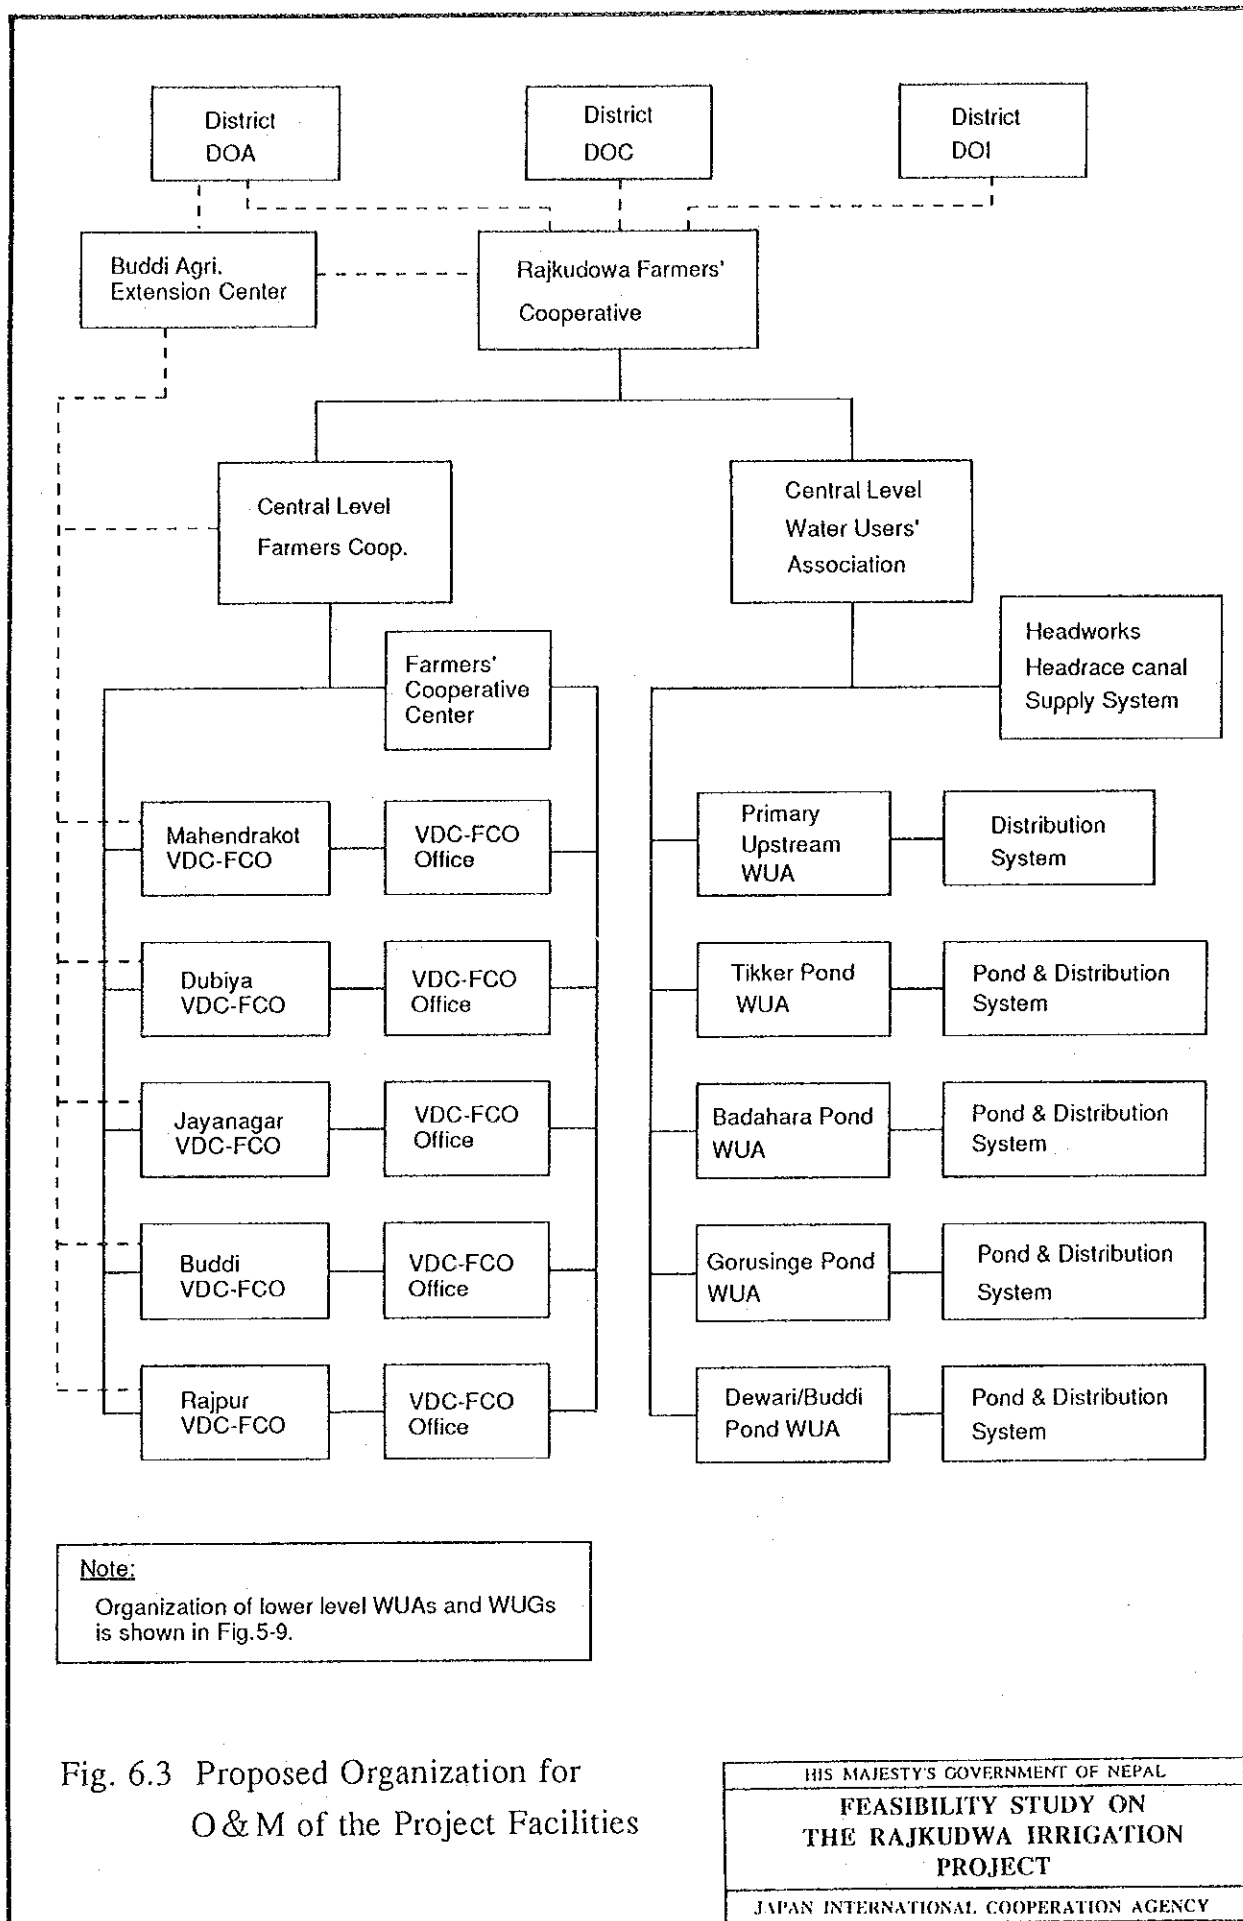 District
DOA
District
DOC
District
DOI
Buddi Agri.
Extension Center
Rajkudowa Farmers'
Cooperative
Central Level
Farmers Coop.
Central Level
Water Users'
Association
Headworks
Headrace canal
Supply System
Farmers'
Cooperative
Center
Mahendrakot
VDC-FCO
VDC-FCO
Office
Primary
Upstream
WUA
Distribution
System
Dubiya
VDC-FCO
VDC-FCO
Office
Tikker Pond
WUA
Pond & Distribution
System
Jayanagar
VDC-FCO
VDC-FCO
Office
Badahara Pond
WUA
Pond & Distribution
System
Buddi
VDC-FCO
VDC-FCO
Office
Gorusinge Pond
WUA
Pond & Distribution
System
Rajpur
VDC-FCO
VDC-FCO
Office
Dewari/Buddi
Pond WUA
Pond & Distribution
System
Note:
Organization of lower level WUAs and WUGs
is shown in Fig.5-9.
Fig. 6.3 Proposed Organization for
O&M of the Project Facilities
HIS MAJESTY'S GOVERNMENT OF NEPAL
FEASIBILITY STUDY ON
THE RAJKUDWA IRRIGATION
PROJECT
JAPAN INTERNATIONAL COOPERATION AGENCY